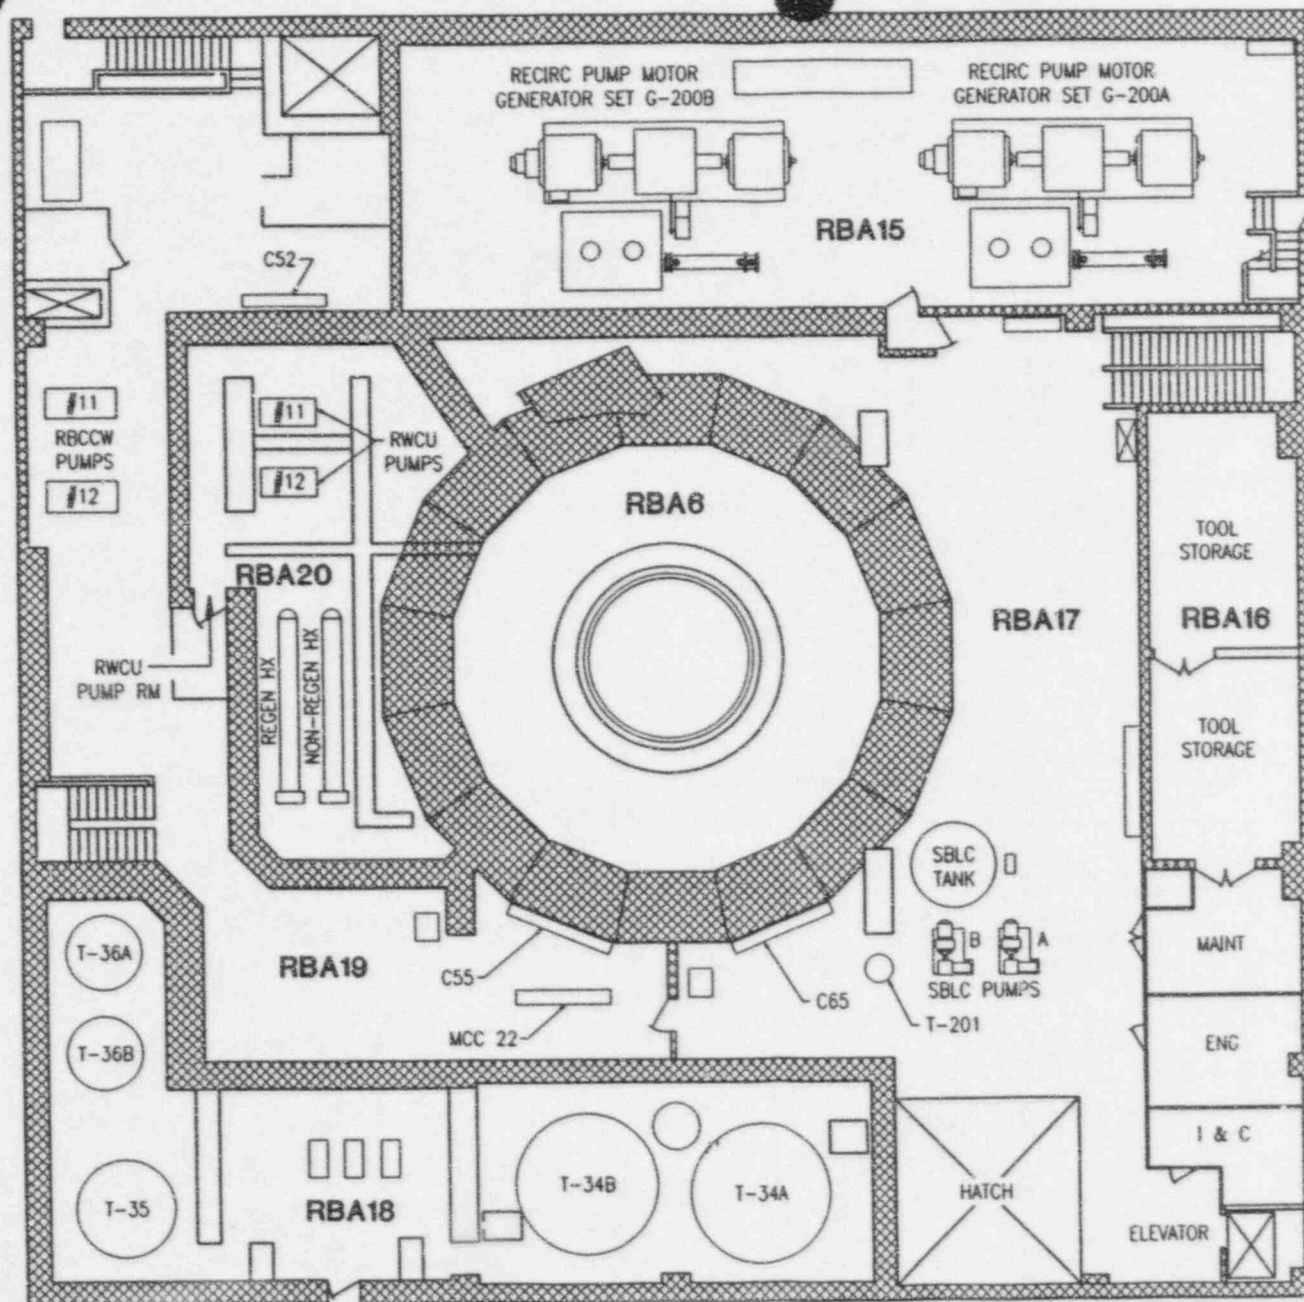 RECIRC PUMP MOTOR
GENERATOR SET G-200B
RECIRC PUMP MOTOR
GENERATOR SET G-200A
RBA15
C52
#11
RBCCW
PUMPS
#12
#11
RWCU
PUMPS
#12
RBA6
RBA20
TOOL
STORAGE
RBA17
RBA16
RWCU
PUMP RM
REGEN HX
NON-REGEN HX
TOOL
STORAGE
SBLC
TANK
T-36A
RBA19
C55
C65
B
A
SBLC PUMPS
MAINT
T-36B
MCC 22
T-201
ENG
I & C
T-35
RBA18
T-34B
T-34A
HATCH
ELEVATOR